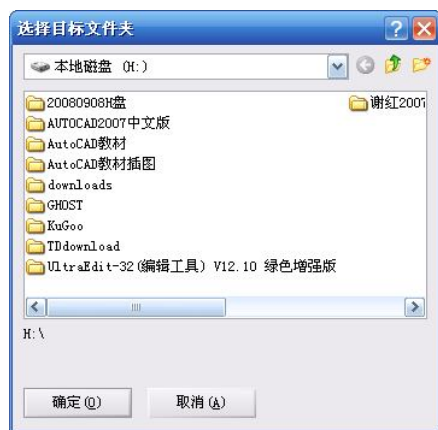 选择目标文件夹
本地磁盘 (H:)
20080908H盘
谢红2007
AUTOCAD2007中文版
AutoCAD教材
AutoCAD教材插图
downloads
GHOST
KuGoo
TDdownload
UltraEdit-32(编辑工具) V12.10 绿色增强版
H:\
确定(O)
取消(A)